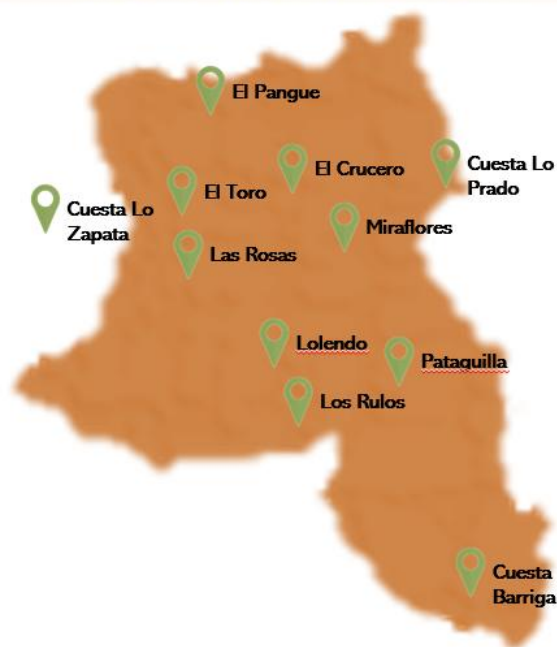 El Pangue
El Crucero
Cuesta Lo
Prado
El Toro
Cuesta Lo
Zapata
Miraflores
Las Rosas
Lolendo
Pataquilla
Los Rulos
Cuesta
Barriga